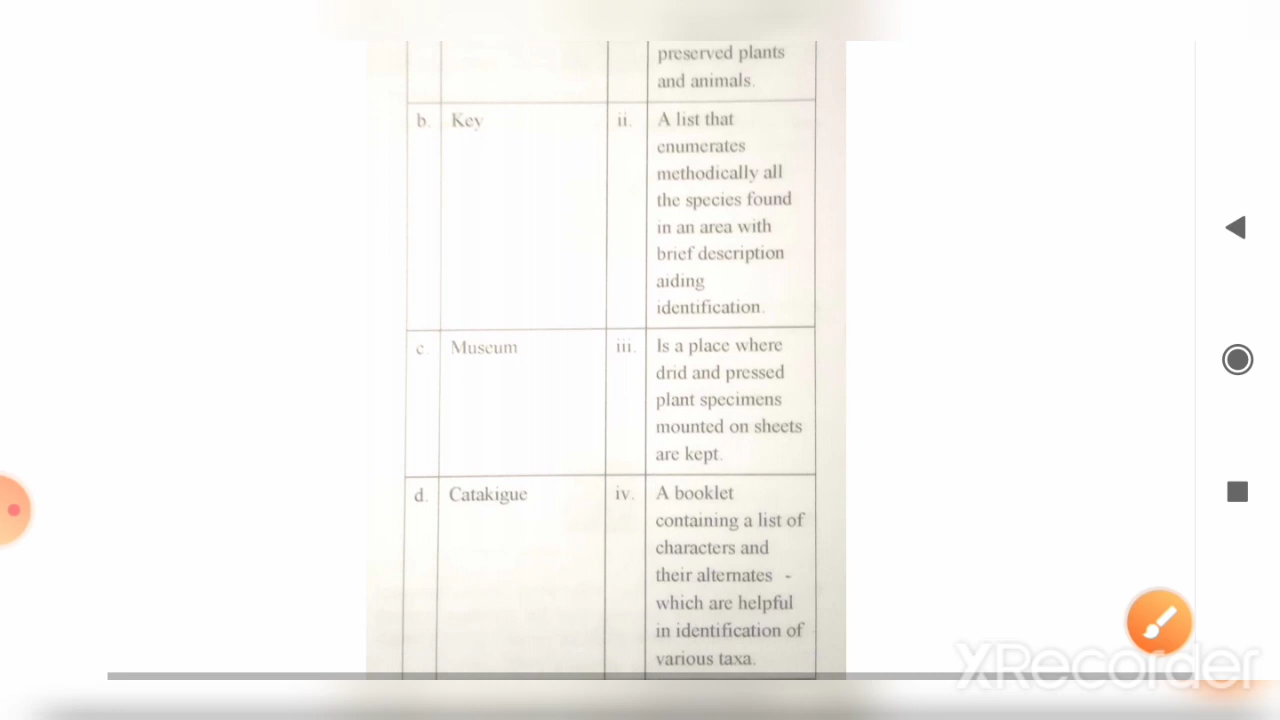 preserved plants
and animals.
b. Key ii. A list that
enumerates
methodically all
the species found
in an area with
brief description
aiding
identification.
c. Museum iii. Is a place where
drid and pressed
plant specimens
mounted on sheets
are kept.
d. Catakigue iv. A booklet
containing a list of
characters and
their alternates -
which are helpful
in identification of
various taxa.
XRecorder